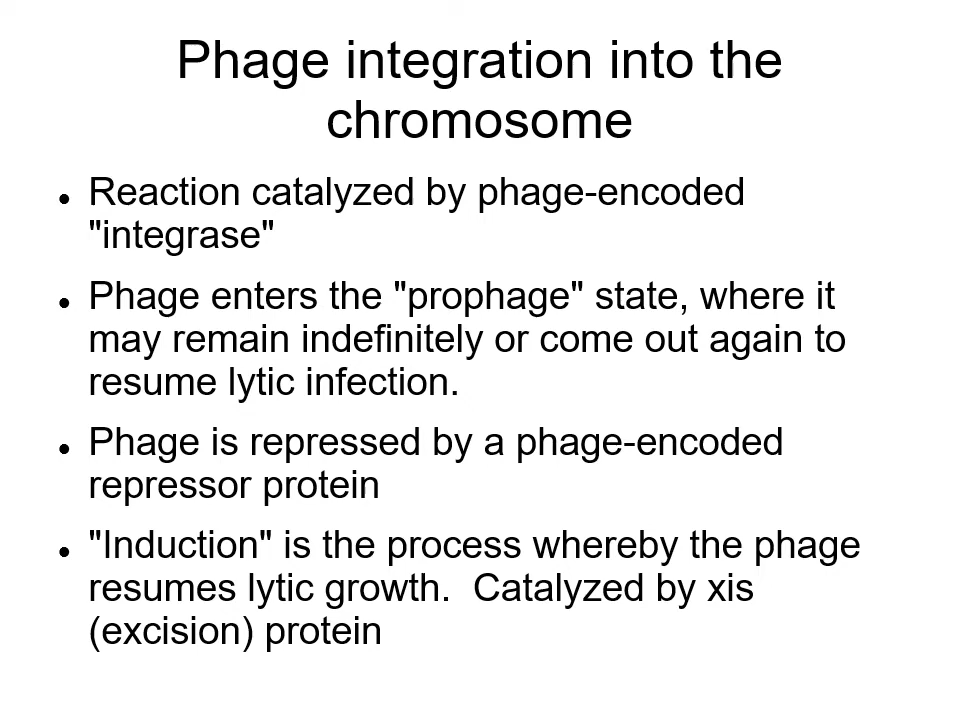 Phage integration into the
chromosome
Reaction catalyzed by phage-encoded
"integrase"
Phage enters the "prophage" state, where it
may remain indefinitely or come out again to
resume lytic infection.
Phage is repressed by a phage-encoded
repressor protein
"Induction" is the process whereby the phage
resumes lytic growth.  Catalyzed by xis
(excision) protein